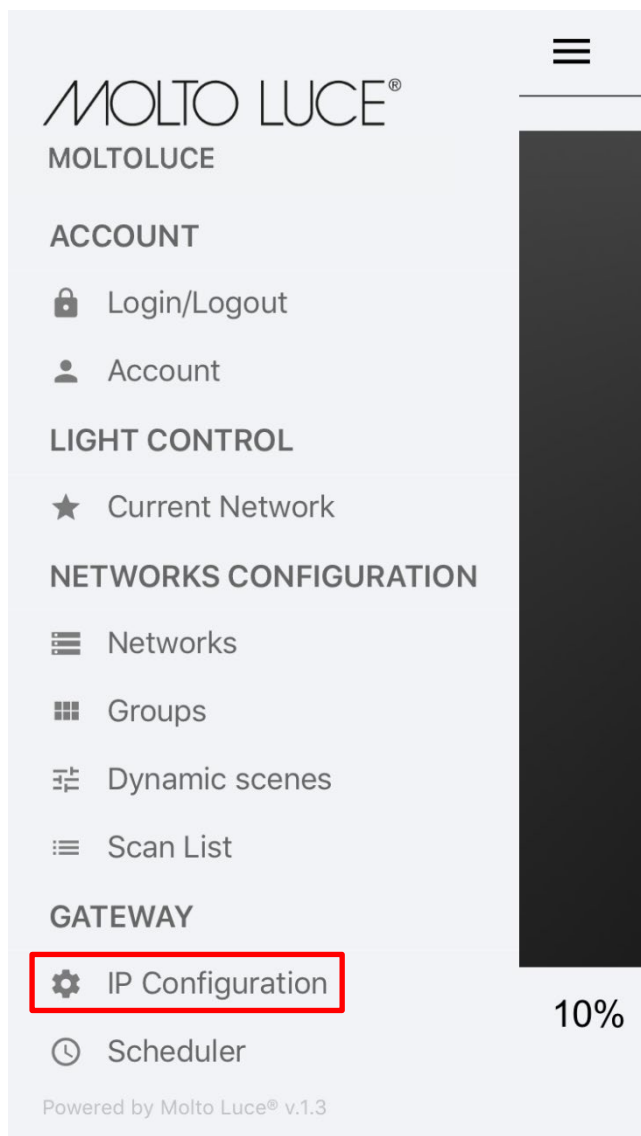 MOLTO LUCE®
MOLTOLUCE
ACCOUNT
Login/Logout
Account
LIGHT CONTROL
Current Network
NETWORKS CONFIGURATION
Networks
Groups
Dynamic scenes
Scan List
GATEWAY
IP Configuration
10%
Scheduler
Powered by Molto Luce® v.1.3